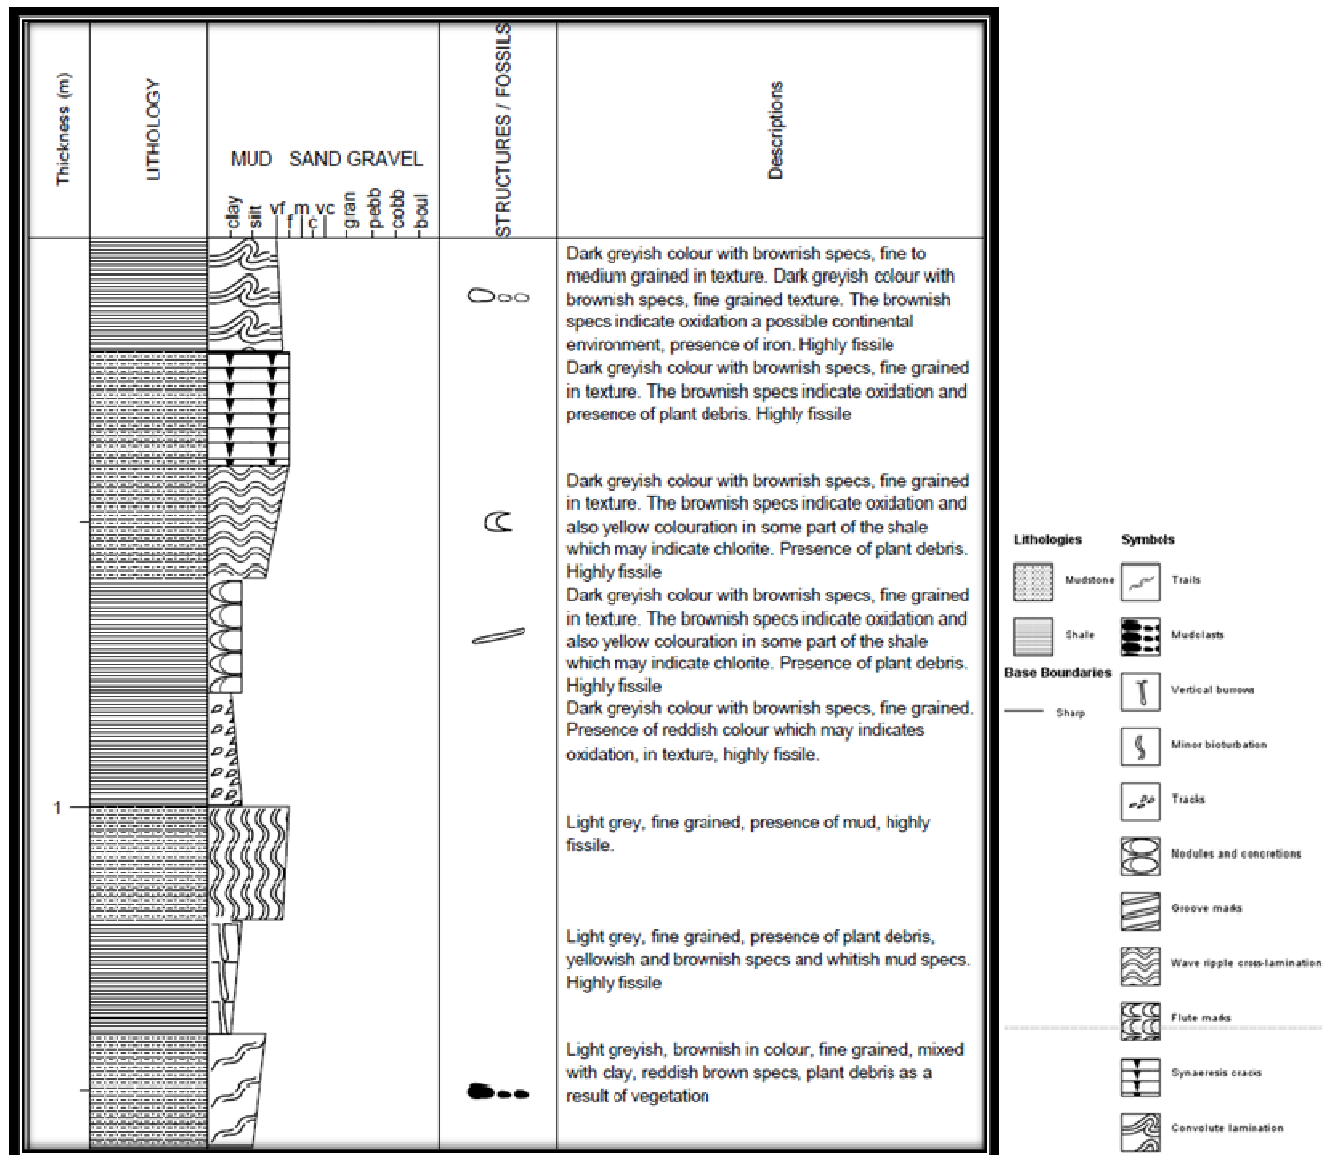 Thickness (m)
LITHOLOGY
MUD SAND GRAVEL
clay
silt
vf
f
m
c
vc
gran
pebb
cobb
boul
STRUCTURES / FOSSILS
Descriptions
Dark greyish colour with brownish specs, fine to
medium grained in texture. Dark greyish colour with
brownish specs, fine grained texture. The brownish
specs indicate oxidation a possible continental
environment, presence of iron. Highly fissile
Dark greyish colour with brownish specs, fine grained
in texture. The brownish specs indicate oxidation and
presence of plant debris. Highly fissile
Dark greyish colour with brownish specs, fine grained
in texture. The brownish specs indicate oxidation and
also yellow colouration in some part of the shale
which may indicate chlorite. Presence of plant debris.
Highly fissile
Dark greyish colour with brownish specs, fine grained
in texture. The brownish specs indicate oxidation and
also yellow colouration in some part of the shale
which may indicate chlorite. Presence of plant debris.
Highly fissile
Dark greyish colour with brownish specs, fine grained.
Presence of reddish colour which may indicates
oxidation, in texture, highly fissile.
1
Light grey, fine grained, presence of mud, highly
fissile.
Light grey, fine grained, presence of plant debris,
yellowish and brownish specs and whitish mud specs.
Highly fissile
Light greyish, brownish in colour, fine grained, mixed
with clay, reddish brown specs, plant debris as a
result of vegetation
Lithologies
Mudstone
Shale
Base Boundaries
Sharp
Symbols
Trails
Mudclasts
Vertical burrows
Minor bioturbation
Tracks
Nodules and concretions
Groove marks
Wave ripple cross-lamination
Flute marks
Synaeresis cracks
Convolute lamination